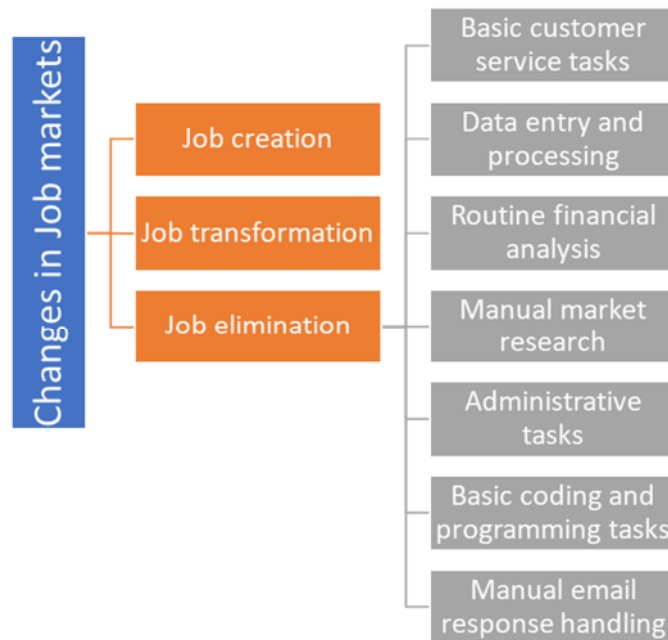 Changes in Job markets
Job creation
Job transformation
Job elimination
Basic customer
service tasks
Data entry and
processing
Routine financial
analysis
Manual market
research
Administrative
tasks
Basic coding and
programming tasks
Manual email
response handling